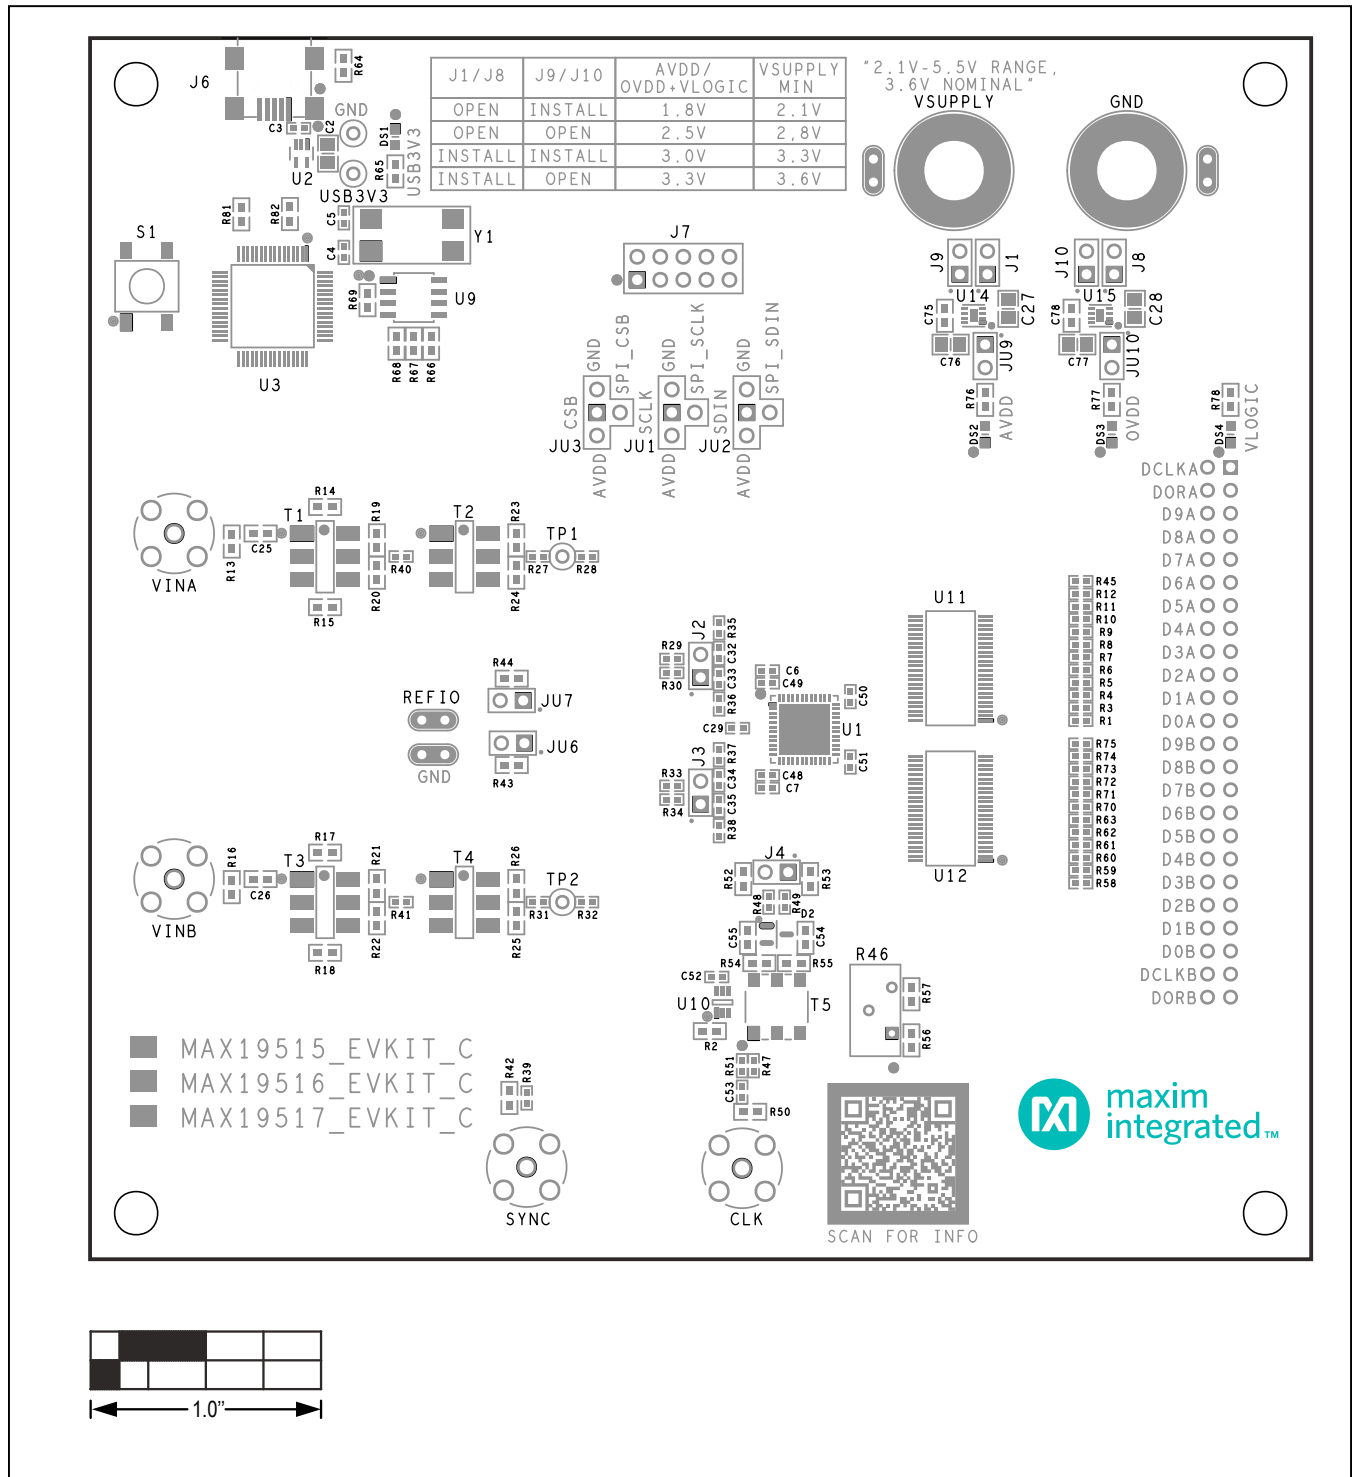 J6
R64
GND
C3
C2
DS1
USB3V3
R65
U2
USB3V3
J1/J8 J9/J10 AVDD/ OVDD+VLOGIC VSUPPLY MIN
OPEN INSTALL 1.8V 2.1V
OPEN OPEN 2.5V 2,8V
INSTALL INSTALL 3.0V 3.3V
INSTALL OPEN 3.3V 3.6V
"2.1V-5.5V RANGE,
3.6V NOMINAL"
VSUPPLY
GND
R81
R82
C5
C4
Y1
S1
U3
R69
U9
R68
R67
R66
J7
J9
J1
J10
J8
U14
C27
C75
C76
JU9
U15
C28
C78
C77
JU10
R76
DS2
AVDD
R77
DS3
OVDD
R78
DS4
VLOGIC
GND
SPI_CSB
CSB
JU3
AVDD
GND
SPI_SCLK
SCLK
JU1
AVDD
GND
SPI_SDIN
SDIN
JU2
AVDD
DCLKA
DORA
D9A
D8A
D7A
D6A
D5A
D4A
D3A
D2A
D1A
D0A
D9B
D8B
D7B
D6B
D5B
D4B
D3B
D2B
D1B
D0B
DCLKB
DORB
VINA
R13
C25
T1
R14
R15
R19
R20
R40
T2
R23
R24
R27
TP1
R28
R44
JU7
REFIO
GND
JU6
R43
J2
R35
R29
R30
C32
C33
R36
C6
C49
C50
C29
U1
J3
R37
R33
R34
C34
C35
R38
C48
C7
C51
U11
U12
R45
R12
R11
R10
R9
R8
R7
R6
R5
R4
R3
R1
R75
R74
R73
R72
R71
R70
R63
R62
R61
R60
R59
R58
VINB
R16
C26
T3
R17
R18
R21
R22
R41
T4
R26
R25
R31
TP2
R32
J4
R52
R53
R48
R49
D2
C55
C54
R54
R55
C52
U10
R2
T5
R46
R57
R56
R51
R47
C53
R50
R42
R39
MAX19515_EVKIT_C
MAX19516_EVKIT_C
MAX19517_EVKIT_C
SYNC
CLK
SCAN FOR INFO
maxim
integrated™
1.0"